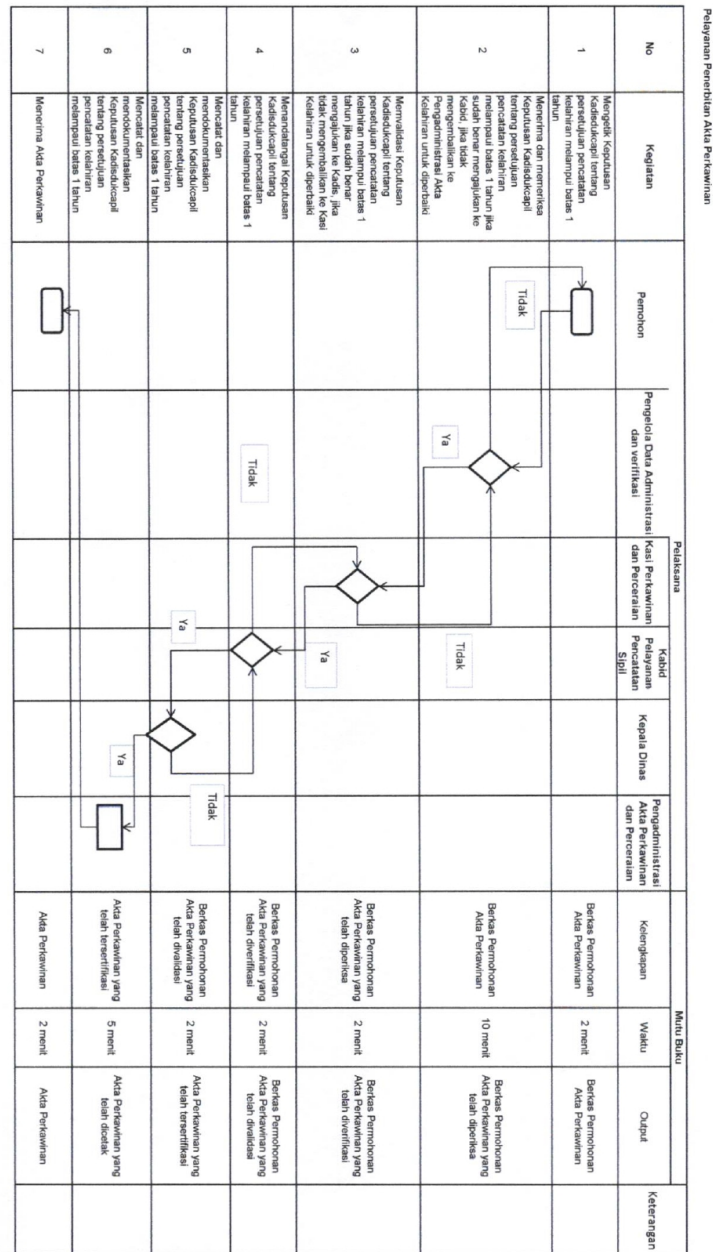 Pelayanan Penerbitan Akta Perkawinan
No
Kegiatan
Pelaksana
Mutu Buku
Keterangan
Pemohon
Pengelola Data Administrasi
dan verifikasi
Kasi Perkawinan
dan Perceraian
Kabid
Pelayanan
Pencatatan
Sipil
Kepala Dinas
Pengadministrasi
Akta Perkawinan
dan Perceraian
Kelengkapan
Waktu
Output
1
Mengetik Keputusan
Kadisdukcapil tentang
persetujuan pencatatan
kelahiran melampui batas 1
tahun
Berkas Permohonan
Akta Perkawinan
2 menit
Berkas Permohonan
Akta Perkawinan
Tidak
2
Menerima dan memeriksa
Keputusan Kadisdukcapil
tentang persetujuan
pencatatan kelahiran
melampaui batas 1 tahun jika
sudah benar mengajukan ke
Kabid, jika tidak
mengembalikan ke
Pengadministrasi Akta
Kelahiran untuk diperbaiki
Ya
Tidak
Berkas Permohonan
Akta Perkawinan
10 menit
Berkas Permohonan
Akta Perkawinan yang
telah diperiksa
3
Memvalidasi Keputusan
Kadisdukcapil tentang
persetujuan pencatatan
kelahiran melampui batas 1
tahun jika sudah benar
mengajukan ke Kadis, jika
tidak mengembalikan ke Kasi
Kelahiran untuk diperbaiki
Ya
Berkas Permohonan
Akta Perkawinan yang
telah diperiksa
2 menit
Berkas Permohonan
Akta Perkawinan yang
telah diverifikasi
4
Menandatangai Keputusan
Kadisdukcapil tentang
persetujuan pencatatan
kelahiran melampaui batas 1
tahun
Tidak
Berkas Permohonan
Akta Perkawinan yang
telah diverifikasi
2 menit
Berkas Permohonan
Akta Perkawinan yang
telah divalidasi
5
Mencatat dan
mendokumentasikan
Keputusan Kadisdukcapil
tentang persetujuan
pencatatan kelahiran
melampaui batas 1 tahun
Ya
Tidak
Berkas Permohonan
Akta Perkawinan yang
telah divalidasi
2 menit
Akta Perkawinan yang
telah tersertifikasi
6
Mencatat dan
mendokumentasikan
Keputusan Kadisdukcapil
tentang persetujuan
pencatatan kelahiran
melampaui batas 1 tahun
Ya
Akta Perkawinan yang
telah tersertifikasi
5 menit
Akta Perkawinan yang
telah dicetak
7
Menerima Akta Perkawinan
Akta Perkawinan
2 menit
Akta Perkawinan